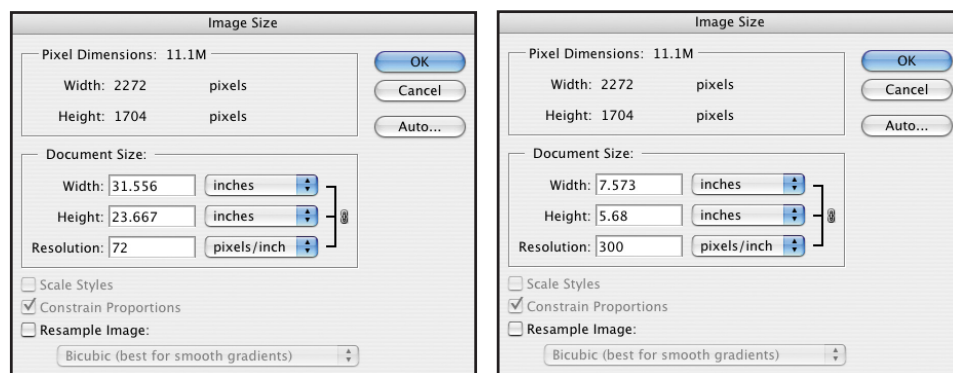 Image Size
Pixel Dimensions: 11.1M
Width: 2272 pixels
Height: 1704 pixels
OK
Cancel
Auto...
Document Size:
Width: 31.556 inches
Height: 23.667 inches
Resolution: 72 pixels/inch
Scale Styles
Constrain Proportions
Resample Image:
Bicubic (best for smooth gradients)
Image Size
Pixel Dimensions: 11.1M
Width: 2272 pixels
Height: 1704 pixels
OK
Cancel
Auto...
Document Size:
Width: 7.573 inches
Height: 5.68 inches
Resolution: 300 pixels/inch
Scale Styles
Constrain Proportions
Resample Image:
Bicubic (best for smooth gradients)